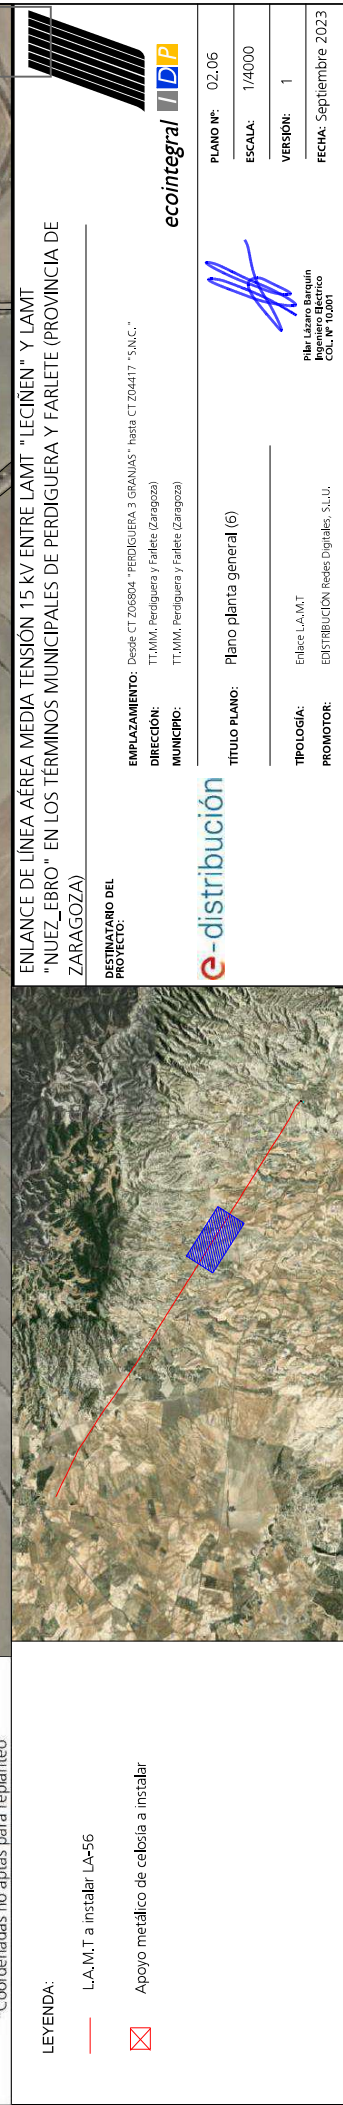 *Coordenadas no aptas para replanteo
LEYENDA:
L.A.M.T a instalar LA-56
Apoyo metálico de celosía a instalar
ENLANCE DE LÍNEA AÉREA MEDIA TENSIÓN 15 kV ENTRE LAMT "LECIÑEN" Y LAMT
"NUEZ_EBRO" EN LOS TÉRMINOS MUNICIPALES DE PERDIGUERA Y FARLETE (PROVINCIA DE
ZARAGOZA)
DESTINATARIO DEL
PROYECTO:
e-distribución
EMPLAZAMIENTO: Desde CT Z06804 "PERDIGUERA 3 GRANJAS" hasta CT Z04417 "S.N.C."
DIRECCIÓN: TT.MM. Perdiguera y Farlete (Zaragoza)
MUNICIPIO: TT.MM. Perdiguera y Farlete (Zaragoza)
TÍTULO PLANO: Plano planta general (6)
TIPOLOGÍA: Enlace L.A.M.T
PROMOTOR: EDISTRIBUCIÓN Redes Digitales, S.L.U.
ecointegral IDP
Pilar Lázaro Barquín
Ingeniero Eléctrico
COL. Nº 10.001
PLANO Nº: 02.06
ESCALA: 1/4000
VERSIÓN: 1
FECHA: Septiembre 2023